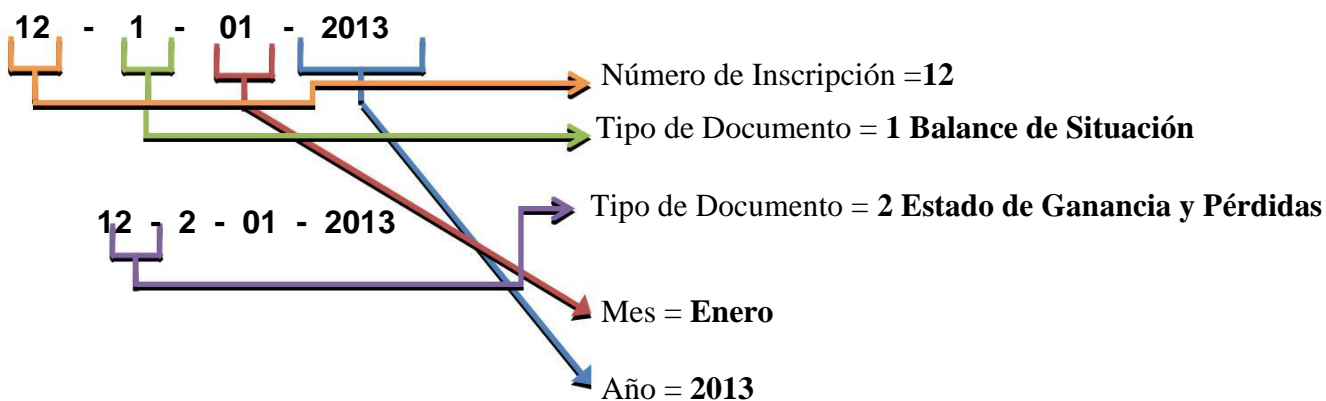 12 - 1 - 01 - 2013
Número de Inscripción =12
Tipo de Documento = 1 Balance de Situación
Tipo de Documento = 2 Estado de Ganancia y Pérdidas
12 - 2 - 01 - 2013
Mes = Enero
Año = 2013